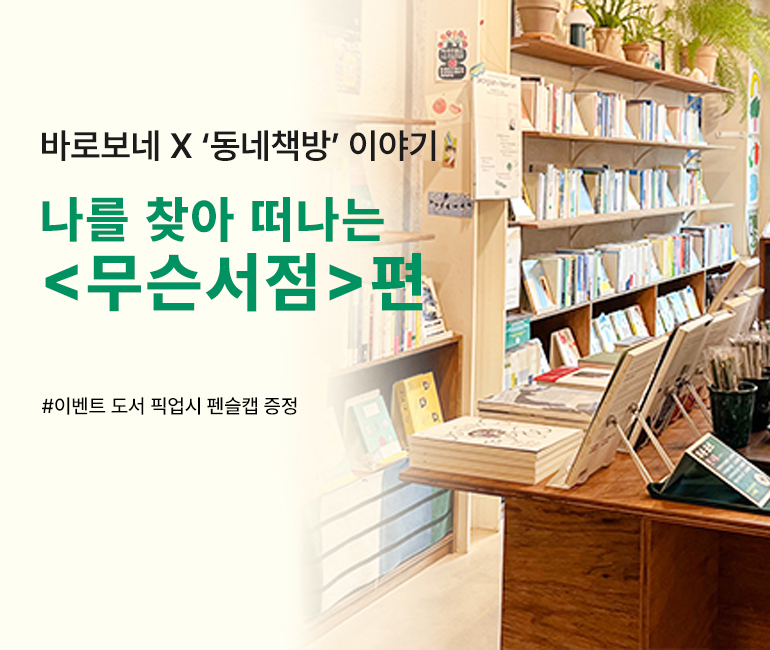 바로보네 X ‘동네책방’ 이야기
나를 찾아 떠나는
<무슨서점>편
#이벤트 도서 픽업시 펜슬캡 증정